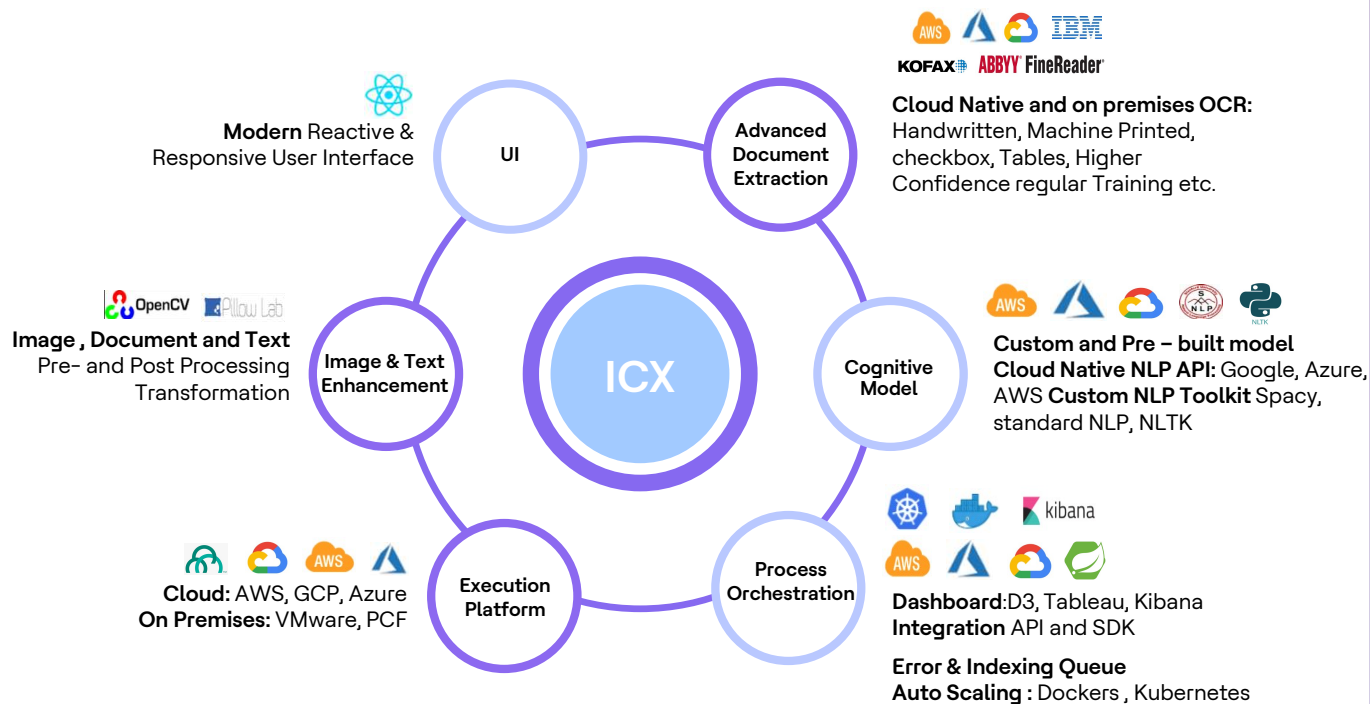 UI
Modern Reactive &
Responsive User Interface
AWS
IBM
KOFAX ABBYY FineReader
Advanced
Document
Extraction
Cloud Native and on premises OCR:
Handwritten, Machine Printed,
checkbox, Tables, Higher
Confidence regular Training etc.
OpenCV Pillow Lab
Image , Document and Text
Pre- and Post Processing
Transformation
Image & Text
Enhancement
ICX
Cognitive
Model
AWS
S
NLP
NLTK
Custom and Pre – built model
Cloud Native NLP API: Google, Azure,
AWS Custom NLP Toolkit Spacy,
standard NLP, NLTK
AWS
Cloud: AWS, GCP, Azure
On Premises: VMware, PCF
Execution
Platform
Process
Orchestration
kibana
AWS
Dashboard:D3, Tableau, Kibana
Integration API and SDK
Error & Indexing Queue
Auto Scaling : Dockers , Kubernetes